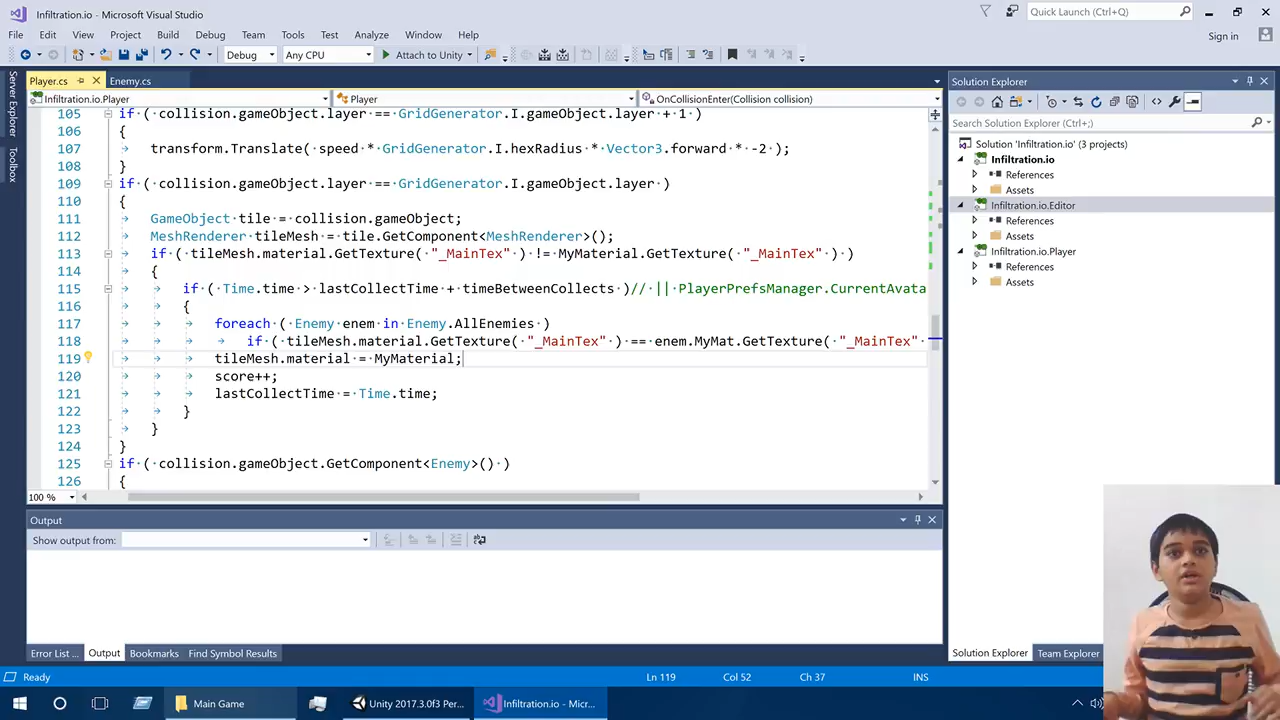 Infiltration.io - Microsoft Visual Studio
Quick Launch (Ctrl+Q)
File Edit View Project Build Debug Team Tools Test Analyze Window Help
Sign in
Debug Any CPU Attach to Unity
Server Explorer
Toolbox
Player.cs Enemy.cs
Infiltration.io.Player Player OnCollisionEnter(Collision collision)
105 if ( collision.gameObject.layer == GridGenerator.I.gameObject.layer + 1 )
106 {
107 transform.Translate( speed * GridGenerator.I.hexRadius * Vector3.forward * -2 );
108 }
109 if ( collision.gameObject.layer == GridGenerator.I.gameObject.layer )
110 {
111 GameObject tile = collision.gameObject;
112 MeshRenderer tileMesh = tile.GetComponent<MeshRenderer>();
113 if ( tileMesh.material.GetTexture( "_MainTex" ) != MyMaterial.GetTexture( "_MainTex" ) )
114 {
115 if ( Time.time > lastCollectTime + timeBetweenCollects )// || PlayerPrefsManager.CurrentAvata
116 {
117 foreach ( Enemy enem in Enemy.AllEnemies )
118 if ( tileMesh.material.GetTexture( "_MainTex" ) == enem.MyMat.GetTexture( "_MainTex"
119 tileMesh.material = MyMaterial;
120 score++;
121 lastCollectTime = Time.time;
122 }
123 }
124 }
125 if ( collision.gameObject.GetComponent<Enemy>() )
126 {
100 %
Output
Show output from:
Error List ... Output Bookmarks Find Symbol Results
Solution Explorer
Search Solution Explorer (Ctrl+;)
Solution 'Infiltration.io' (3 projects)
Infiltration.io
References
Assets
Infiltration.io.Editor
References
Assets
Infiltration.io.Player
References
Assets
Solution Explorer Team Explorer
Ready Ln 119 Col 52 Ch 37 INS
Main Game Unity 2017.3.0f3 Per... Infiltration.io - Micr...